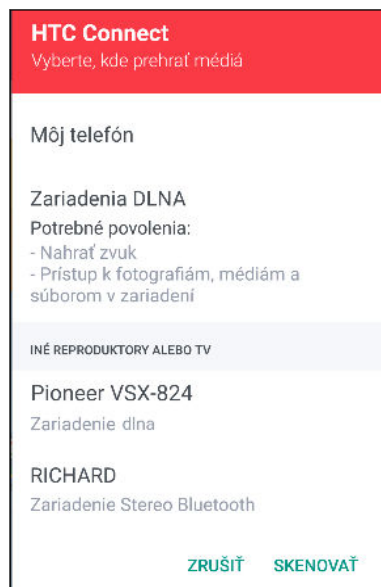 HTC Connect
Vyberte, kde prehrať médiá
Môj telefón
Zariadenia DLNA
Potrebné povolenia:
- Nahrať zvuk
- Prístup k fotografiám, médiám a
súborom v zariadení
INÉ REPRODUKTORY ALEBO TV
Pioneer VSX-824
Zariadenie dlna
RICHARD
Zariadenie Stereo Bluetooth
ZRUŠIŤ SKENOVAŤ